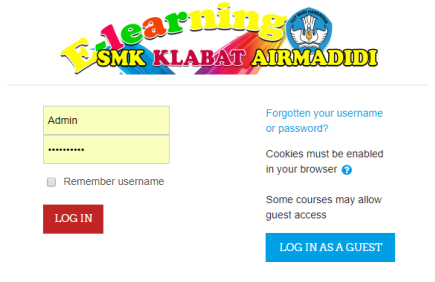 E-learning
SMK KLABAT AIRMADIDI
Admin
••••••••••
Remember username
LOG IN
Forgotten your username
or password?
Cookies must be enabled
in your browser ?
Some courses may allow
guest access
LOG IN AS A GUEST